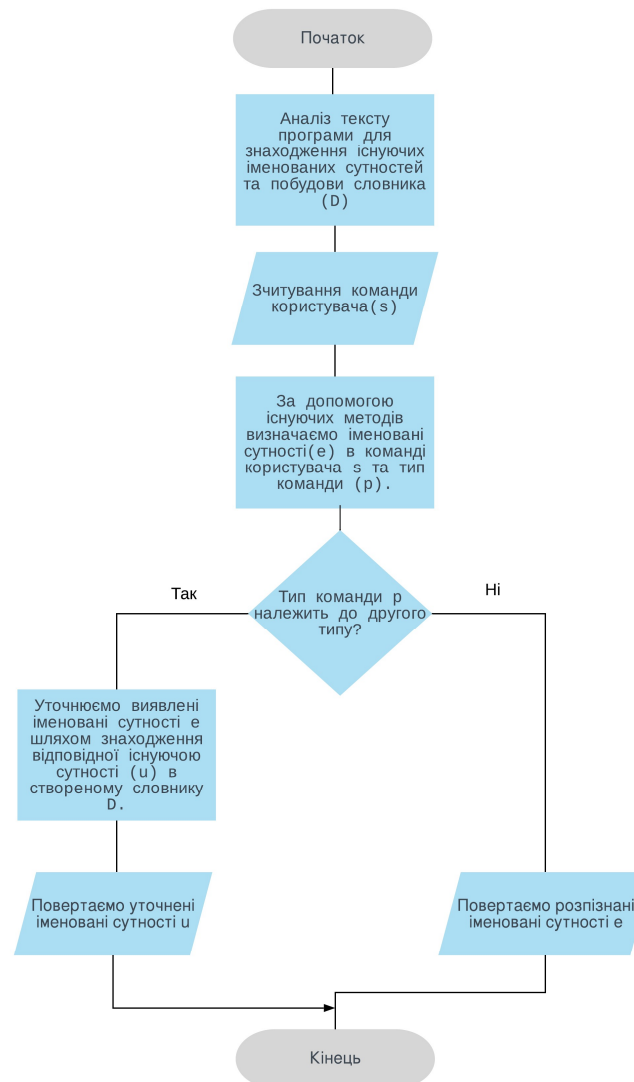 Початок
Аналіз тексту
програми для
знаходження існуючих
іменованих сутностей
та побудови словника
(D)
Зчитування команди
користувача(s)
За допомогою
існуючих методів
визначаємо іменовані
сутності(e) в команді
користувача s та тип
команди (p).
Тип команди p
належить до другого
типу?
Так
Ні
Уточнюємо виявлені
іменовані сутності e
шляхом знаходження
відповідної існуючою
сутності (u) в
створеному словнику
D.
Повертаємо уточнені
іменовані сутності u
Повертаємо розпізнані
іменовані сутності e
Кінець